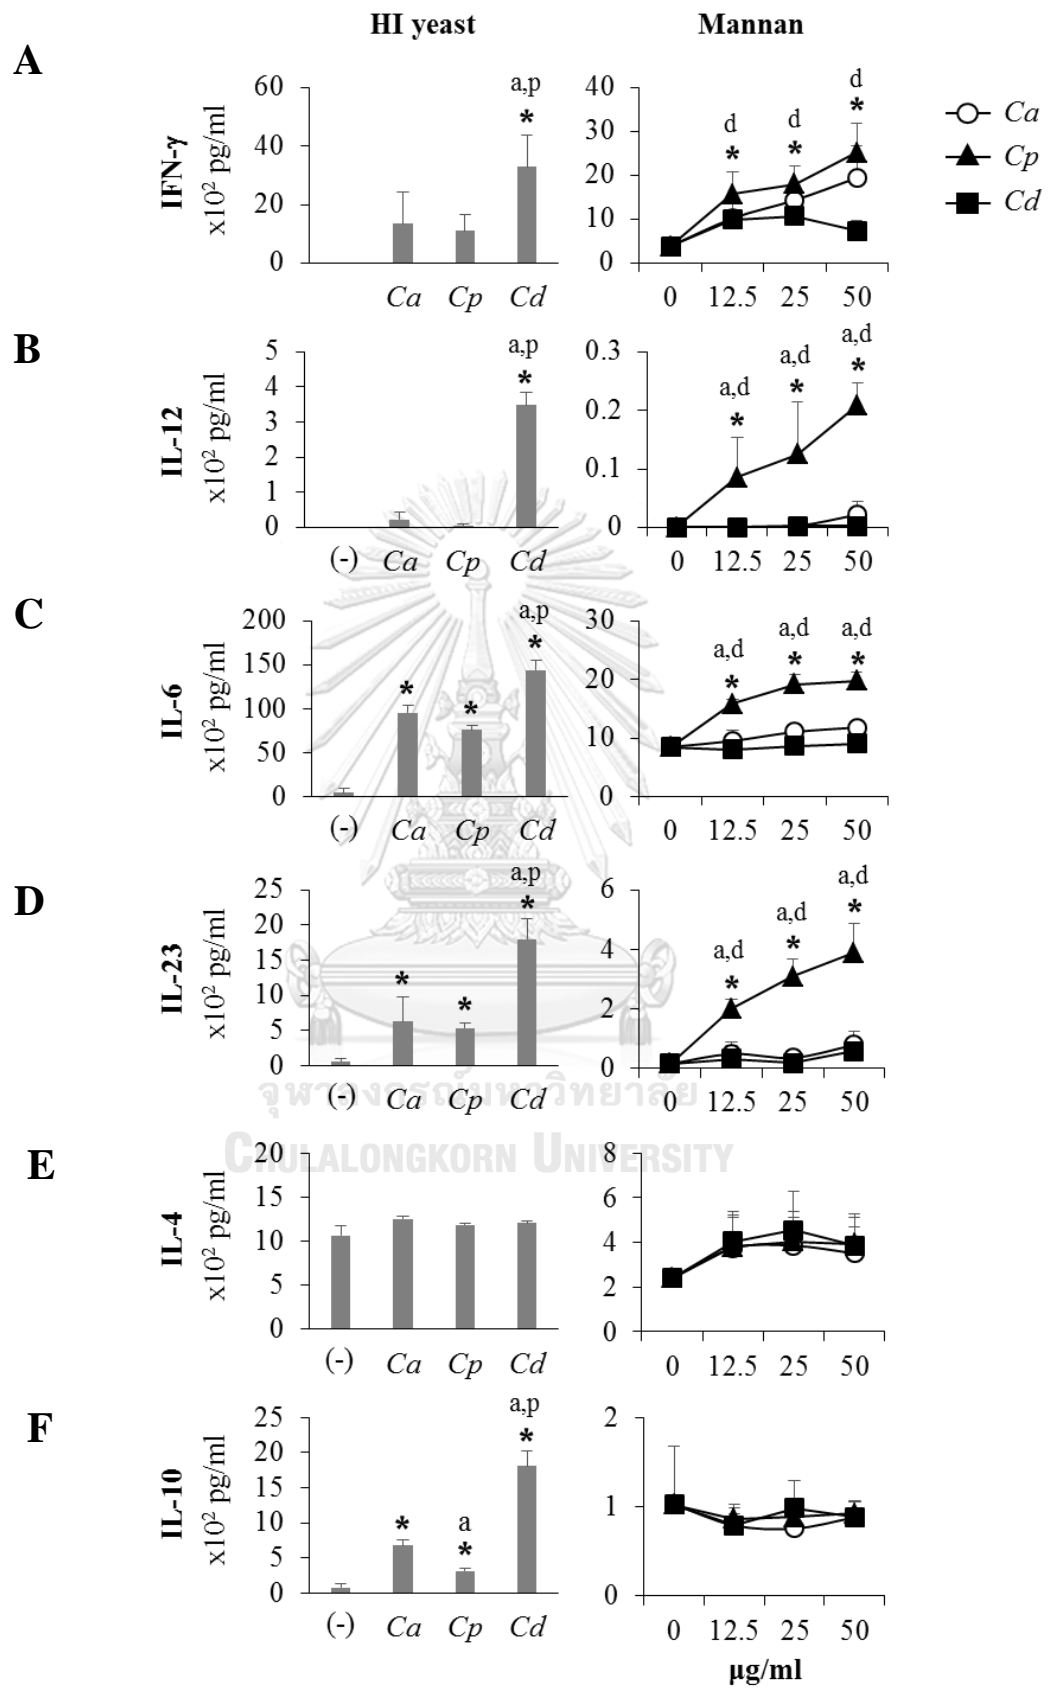 HI yeast Mannan
A
IFN-γ
x10² pg/ml
60
40
20
0
a,p
*
Ca Cp Cd
40
30
20
10
0
d
*
d
*
d
*
0 12.5 25 50
Ca
Cp
Cd
B
IL-12
x10² pg/ml
5
4
3
2
1
0
a,p
*
(-) Ca Cp Cd
0.3
0.2
0.1
0
a,d
*
a,d
*
a,d
*
0 12.5 25 50
C
IL-6
x10² pg/ml
200
150
100
50
0
*
*
a,p
*
(-) Ca Cp Cd
30
20
10
0
a,d
*
a,d
*
a,d
*
0 12.5 25 50
D
IL-23
x10² pg/ml
25
20
15
10
5
0
*
*
a,p
*
(-) Ca Cp Cd
6
4
2
0
a,d
*
a,d
*
a,d
*
0 12.5 25 50
จุฬาลงกรณ์มหาวิทยาลัย
CHULALONGKORN UNIVERSITY
E
IL-4
x10² pg/ml
20
15
10
5
0
(-) Ca Cp Cd
8
6
4
2
0
0 12.5 25 50
F
IL-10
x10² pg/ml
25
20
15
10
5
0
*
a
*
a,p
*
(-) Ca Cp Cd
2
1
0
0 12.5 25 50
μg/ml